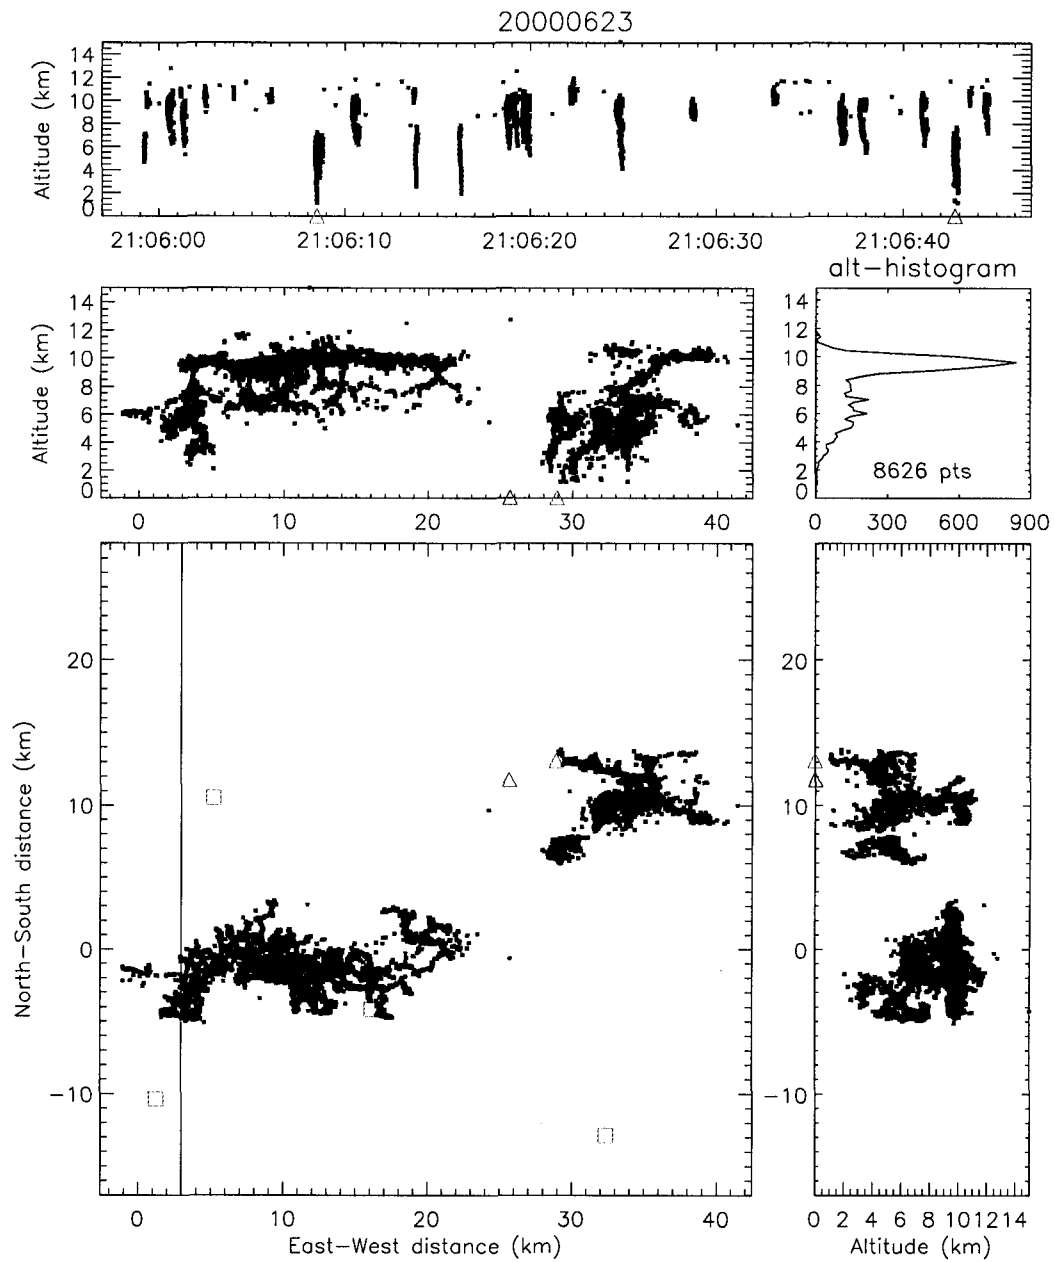 20000623
Altitude (km)
14
12
10
8
6
4
2
0
21:06:00 21:06:10 21:06:20 21:06:30 21:06:40
alt-histogram
Altitude (km)
14
12
10
8
6
4
2
0
0 10 20 30 40
14
12
10
8
6
4
2
0
8626 pts
0 300 600 900
North-South distance (km)
20
10
0
-10
0 10 20 30 40
East-West distance (km)
20
10
0
-10
0 2 4 6 8 10 12 14
Altitude (km)